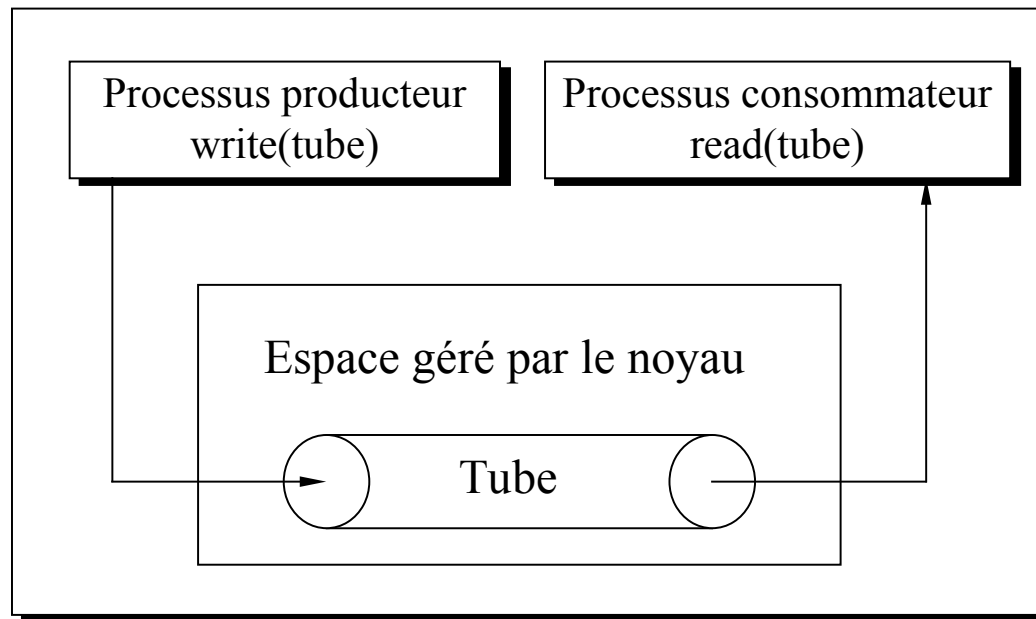 Processus producteur
write(tube)
Processus consommateur
read(tube)
Espace géré par le noyau
Tube